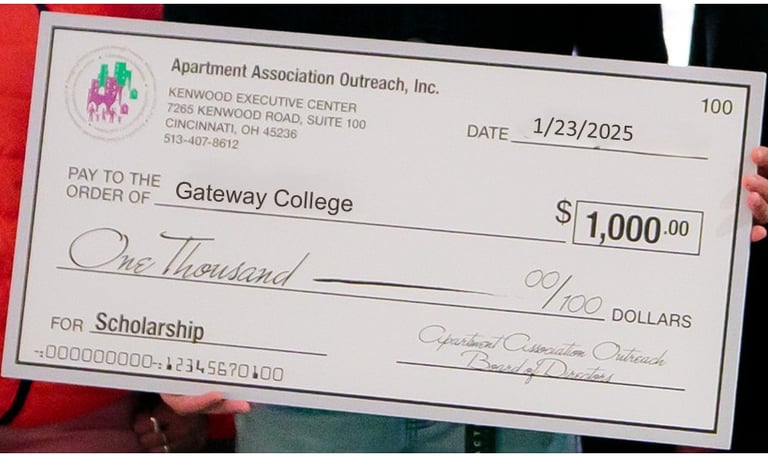 Apartment Association Outreach, Inc.
KENWOOD EXECUTIVE CENTER
7265 KENWOOD ROAD, SUITE 100
CINCINNATI, OH 45236
513-407-8612
100
DATE 1/23/2025
PAY TO THE
ORDER OF Gateway College
$ 1,000.00
One Thousand 00/100 DOLLARS
FOR Scholarship
Apartment Association Outreach
Board of Directors
-:000000000-:12345670100